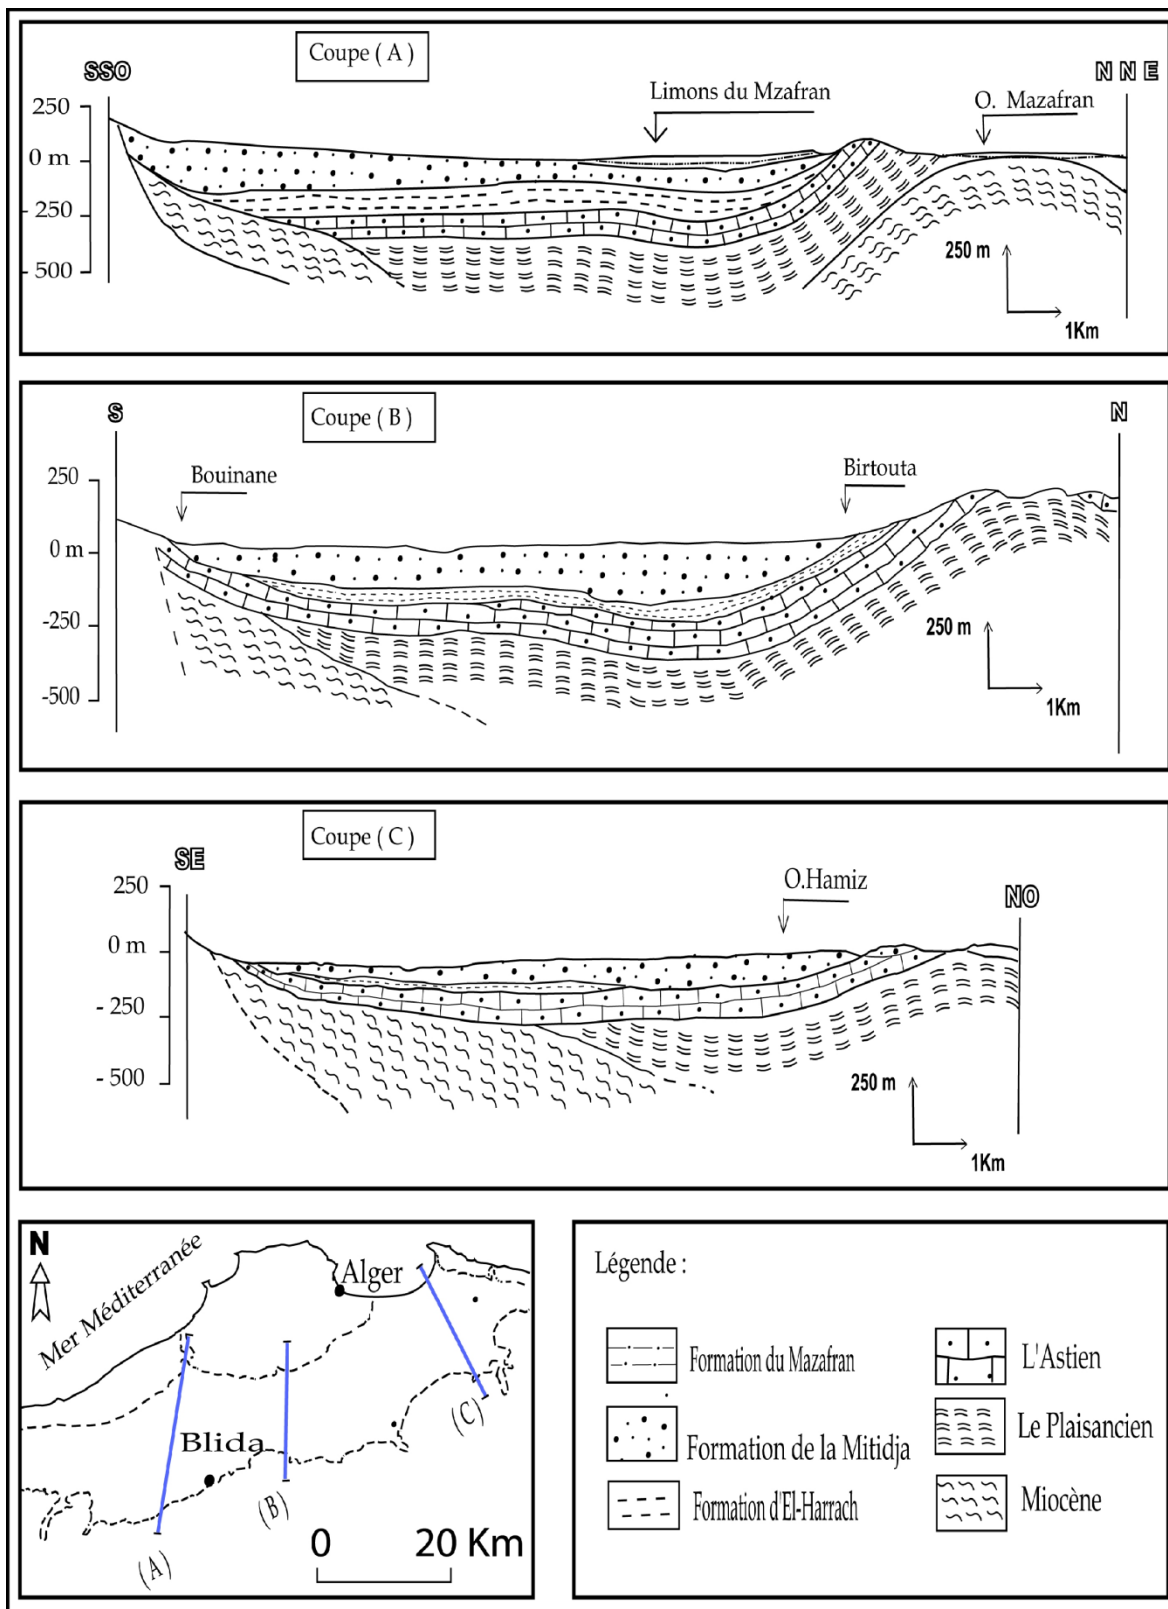 Coupe ( A )
SSO
N N E
250
0 m
- 250
- 500
Limons du Mzafran
O. Mazafran
250 m
1Km
Coupe ( B )
S
N
250
0 m
-250
-500
Bouinane
Birtouta
250 m
1Km
Coupe ( C )
SE
NO
250
0 m
- 250
- 500
O.Hamiz
250 m
1Km
N
Mer Méditerranée
Alger
Blida
(A)
(B)
(C)
0 20 Km
Légende :
Formation du Mazafran
Formation de la Mitidja
Formation d'El-Harrach
L'Astien
Le Plaisancien
Miocène